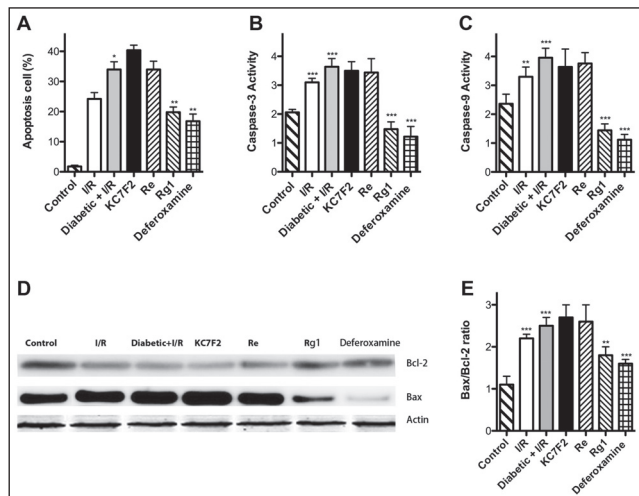 A
Apoptosis cell (%)
50
40
30
20
10
0
*
**
**
Control
I/R
Diabetic + I/R
KC7F2
Re
Rg1
Deferoxamine
B
Caspase-3 Activity
5
4
3
2
1
0
***
***
***
***
Control
I/R
Diabetic + I/R
KC7F2
Re
Rg1
Deferoxamine
C
Caspase-9 Activity
5
4
3
2
1
0
**
***
***
***
Control
I/R
Diabetic + I/R
KC7F2
Re
Rg1
Deferoxamine
D
Control I/R Diabetic+I/R KC7F2 Re Rg1 Deferoxamine
Bcl-2
Bax
Actin
E
Bax/Bcl-2 ratio
3
2
1
0
***
***
**
***
Control
I/R
Diabetic + I/R
KC7F2
Re
Rg1
Deferoxamine